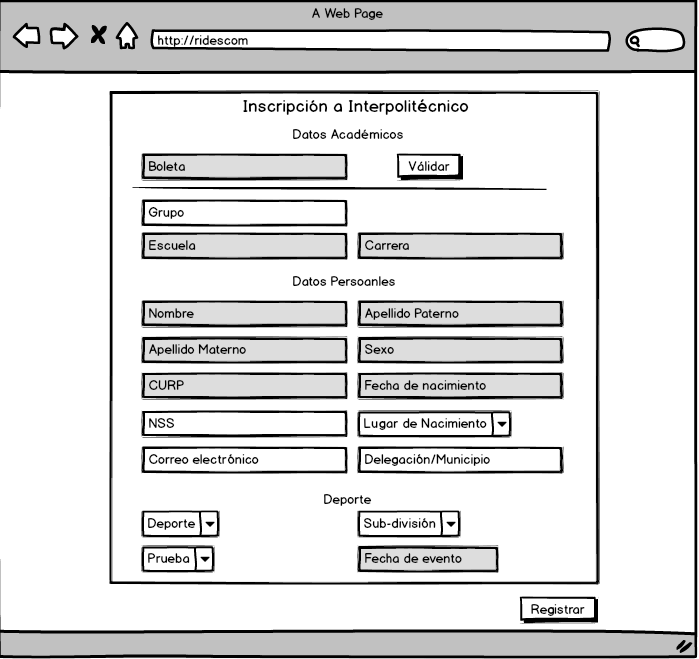 A Web Page
http://ridescom
Inscripción a Interpolitécnico
Datos Académicos
Boleta
Válidar
Grupo
Escuela
Carrera
Datos Persoanles
Nombre
Apellido Paterno
Apellido Materno
Sexo
CURP
Fecha de nacimiento
NSS
Lugar de Nacimiento
Correo electrónico
Delegación/Municipio
Deporte
Deporte
Sub-división
Prueba
Fecha de evento
Registrar